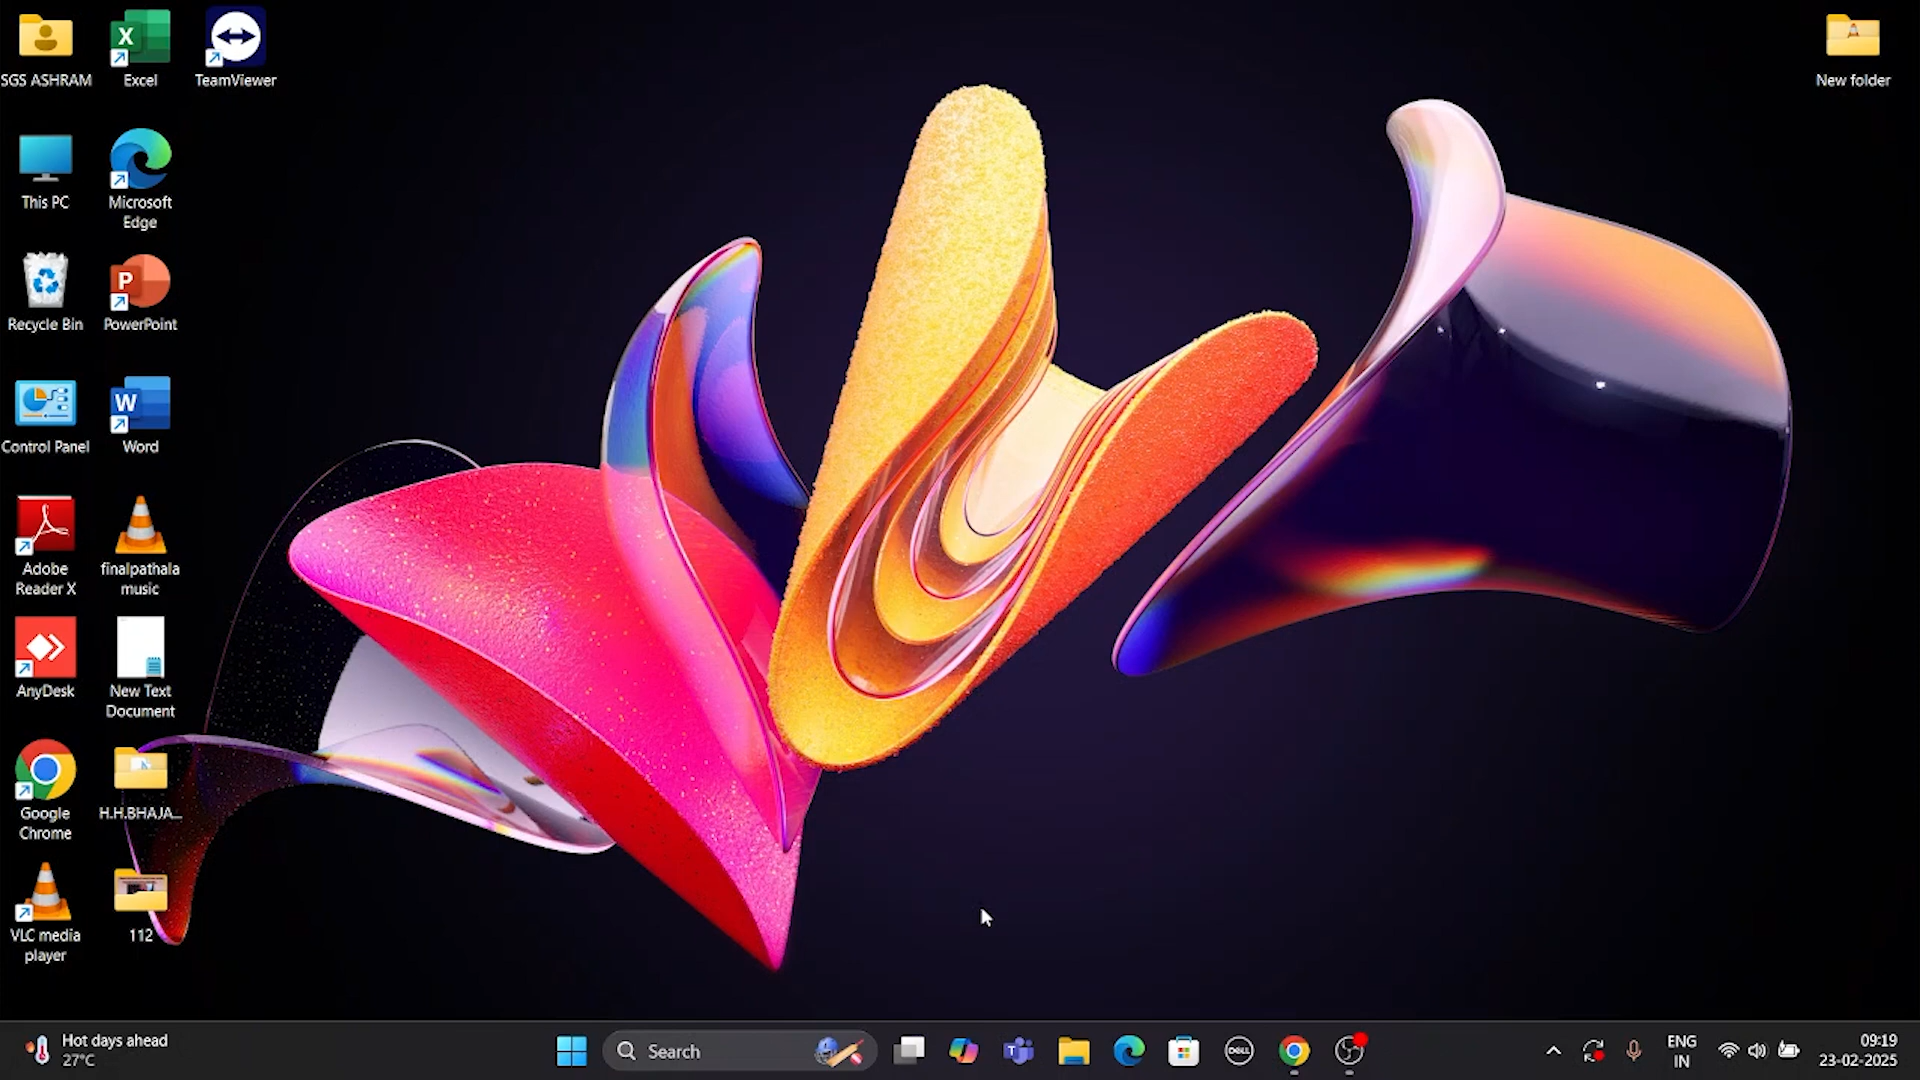 SGS ASHRAM
Excel
TeamViewer
New folder
This PC
Microsoft
Edge
Recycle Bin
PowerPoint
Control Panel
Word
Adobe
Reader X
finalpathala
music
AnyDesk
New Text
Document
Google
Chrome
H.H.BHAJA...
VLC media
player
112
Hot days ahead
27°C
Search
DELL
ENG
IN
09:19
23-02-2025